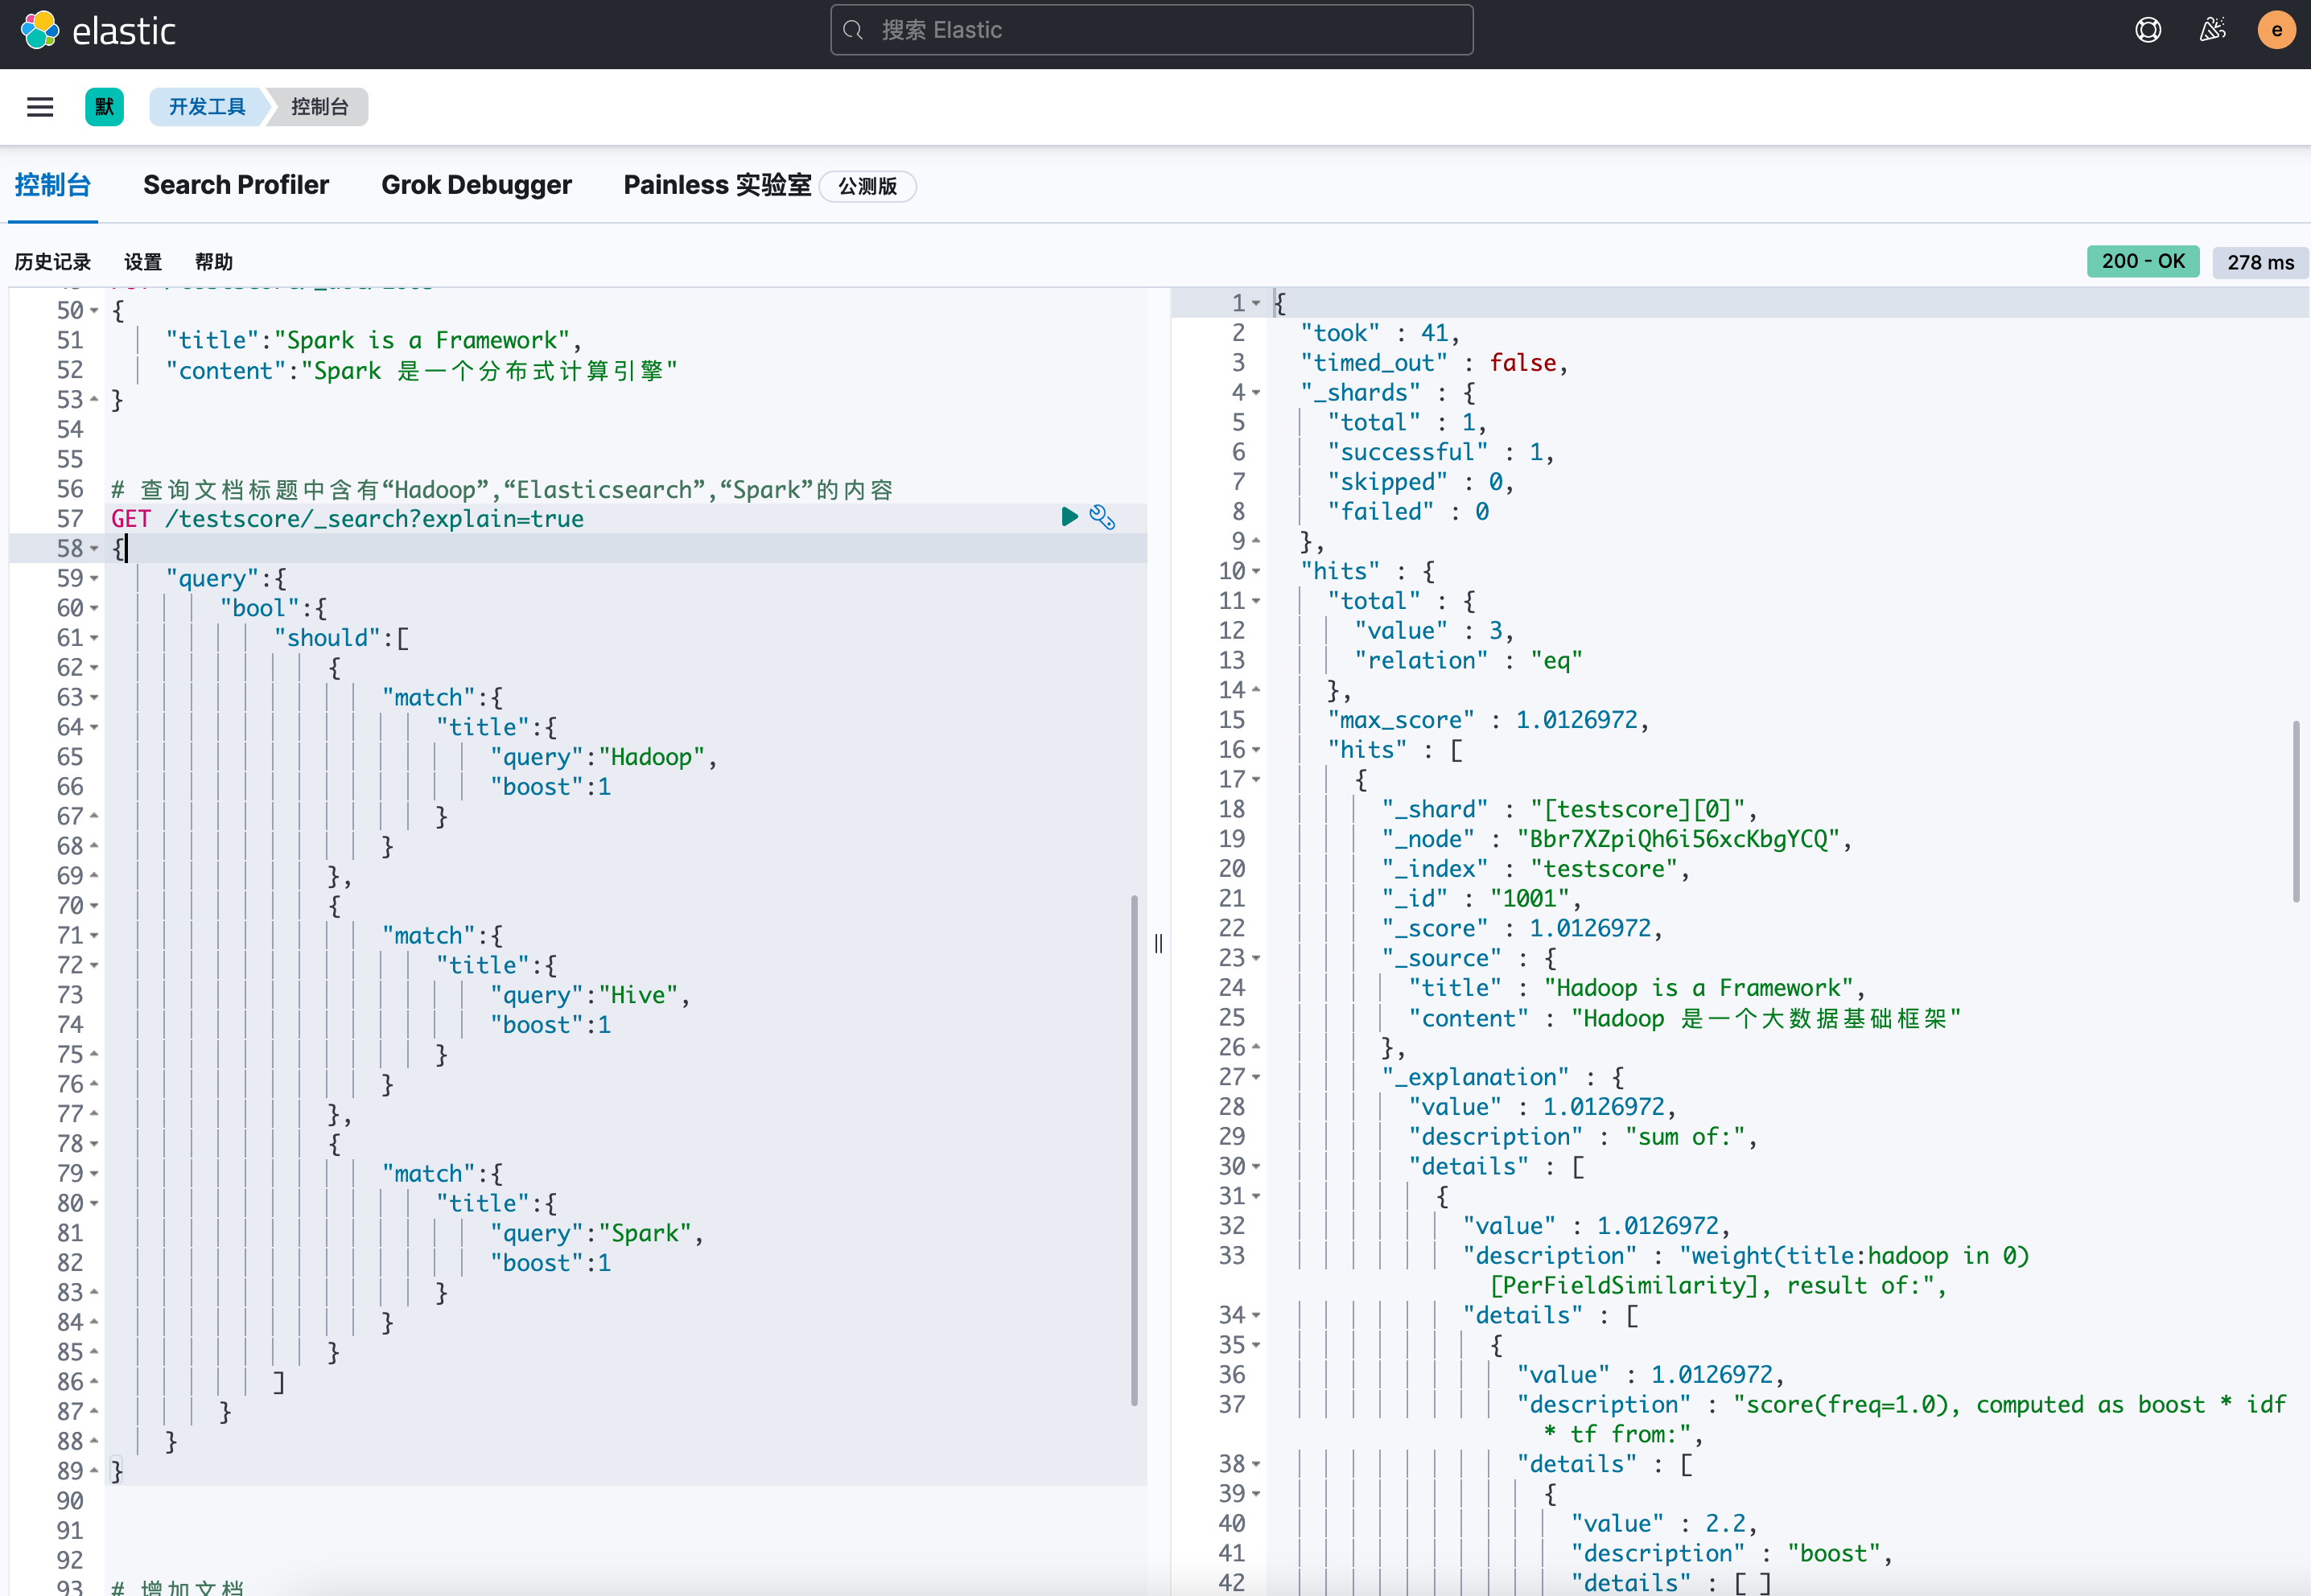 elastic
搜索 Elastic
e
默
开发工具
控制台
控制台
Search Profiler
Grok Debugger
Painless 实验室
公测版
历史记录
设置
帮助
200 - OK
278 ms
50 {
51 "title":"Spark is a Framework",
52 "content":"Spark 是一个分布式计算引擎"
53 }
54
55
56 # 查询文档标题中含有“Hadoop”,“Elasticsearch”,“Spark”的内容
57 GET /testscore/_search?explain=true
58 {
59 "query":{
60 "bool":{
61 "should":[
62 {
63 "match":{
64 "title":{
65 "query":"Hadoop",
66 "boost":1
67 }
68 }
69 },
70 {
71 "match":{
72 "title":{
73 "query":"Hive",
74 "boost":1
75 }
76 }
77 },
78 {
79 "match":{
80 "title":{
81 "query":"Spark",
82 "boost":1
83 }
84 }
85 }
86 ]
87 }
88 }
89 }
90
91
92
93 # 增加文档
1 {
2 "took" : 41,
3 "timed_out" : false,
4 "_shards" : {
5 "total" : 1,
6 "successful" : 1,
7 "skipped" : 0,
8 "failed" : 0
9 },
10 "hits" : {
11 "total" : {
12 "value" : 3,
13 "relation" : "eq"
14 },
15 "max_score" : 1.0126972,
16 "hits" : [
17 {
18 "_shard" : "[testscore][0]",
19 "_node" : "Bbr7XZpiQh6i56xcKbgYCQ",
20 "_index" : "testscore",
21 "_id" : "1001",
22 "_score" : 1.0126972,
23 "_source" : {
24 "title" : "Hadoop is a Framework",
25 "content" : "Hadoop 是一个大数据基础框架"
26 },
27 "_explanation" : {
28 "value" : 1.0126972,
29 "description" : "sum of:",
30 "details" : [
31 {
32 "value" : 1.0126972,
33 "description" : "weight(title:hadoop in 0)
[PerFieldSimilarity], result of:",
34 "details" : [
35 {
36 "value" : 1.0126972,
37 "description" : "score(freq=1.0), computed as boost * idf
* tf from:",
38 "details" : [
39 {
40 "value" : 2.2,
41 "description" : "boost",
42 "details" : [ ]